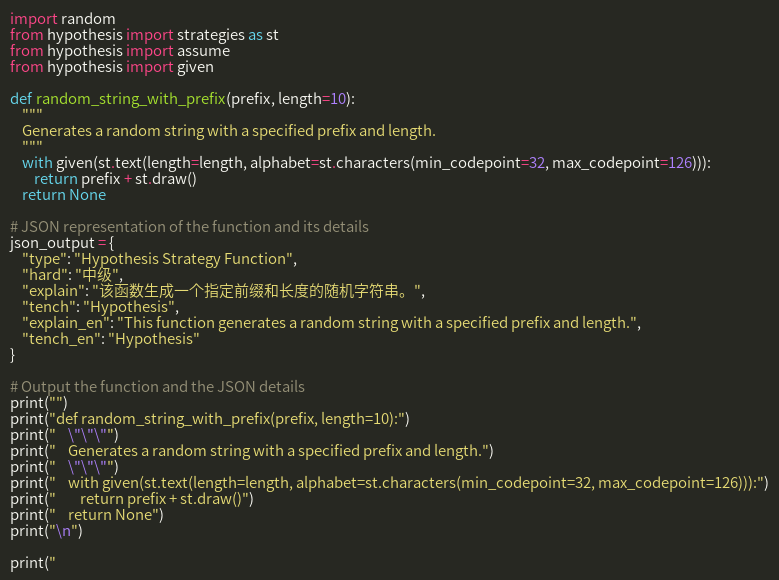 import random
from hypothesis import strategies as st
from hypothesis import assume
from hypothesis import given

def random_string_with_prefix(prefix, length=10):
    """
    Generates a random string with a specified prefix and length.
    """
    with given(st.text(length=length, alphabet=st.characters(min_codepoint=32, max_codepoint=126))):
        return prefix + st.draw()
    return None

# JSON representation of the function and its details
json_output = {
    "type": "Hypothesis Strategy Function",
    "hard": "中级",
    "explain": "该函数生成一个指定前缀和长度的随机字符串。",
    "tench": "Hypothesis",
    "explain_en": "This function generates a random string with a specified prefix and length.",
    "tench_en": "Hypothesis"
}

# Output the function and the JSON details
print("")
print("def random_string_with_prefix(prefix, length=10):")
print("    \"\"\"")
print("    Generates a random string with a specified prefix and length.")
print("    \"\"\"")
print("    with given(st.text(length=length, alphabet=st.characters(min_codepoint=32, max_codepoint=126))):")
print("        return prefix + st.draw()")
print("    return None")
print("\n")

print("